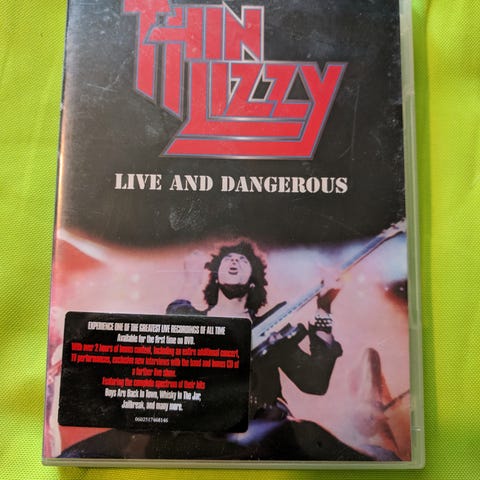 THIN
LIZZY
LIVE AND DANGEROUS
EXPERIENCE ONE OF THE GREATEST LIVE RECORDINGS OF ALL TIME
Available for the first time on DVD.
With over 2 hours of bonus content, including an entire additional concert,
TV performances, exclusive new interviews with the band and bonus CD of
a further live show.
Featuring the complete spectrum of their hits
Boys Are Back In Town, Whisky In The Jar,
Jailbreak, and many more.
0602517468146